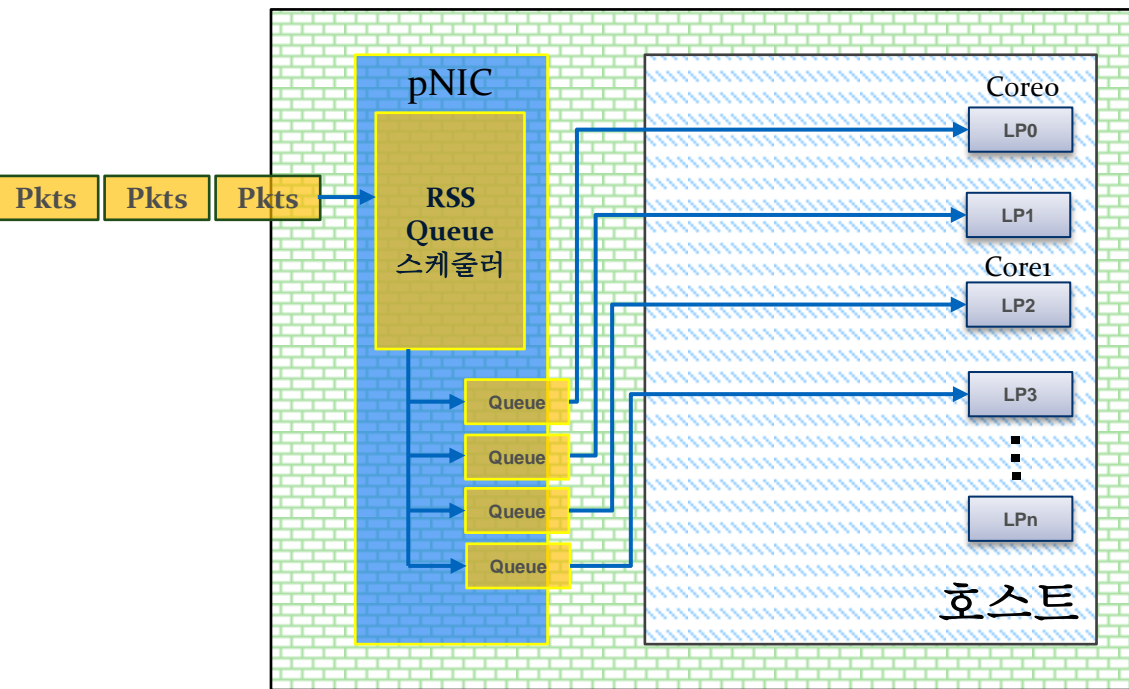 pNIC
Pkts
Pkts
Pkts
RSS
Queue
스케줄러
Queue
Queue
Queue
Queue
Core0
LP0
LP1
Core1
LP2
LP3
LPn
호스트